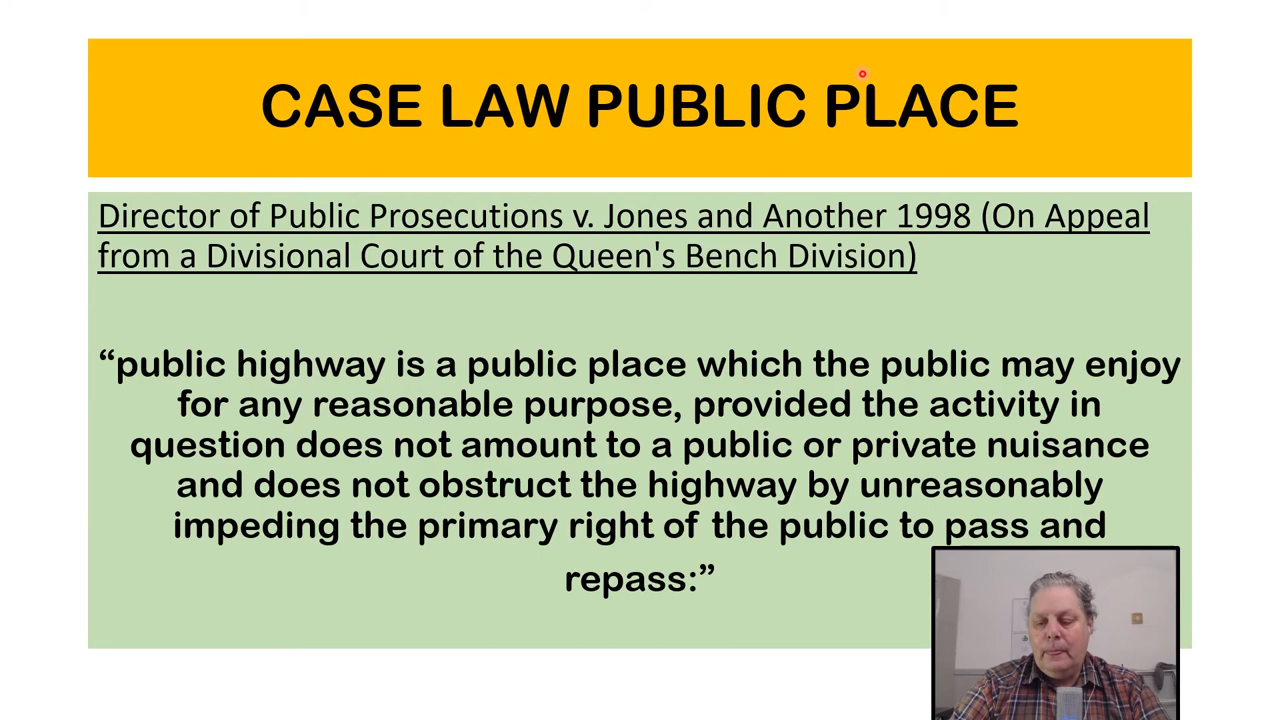 CASE LAW PUBLIC PLACE
Director of Public Prosecutions v. Jones and Another 1998 (On Appeal
from a Divisional Court of the Queen's Bench Division)
“public highway is a public place which the public may enjoy
for any reasonable purpose, provided the activity in
question does not amount to a public or private nuisance
and does not obstruct the highway by unreasonably
impeding the primary right of the public to pass and
repass:”